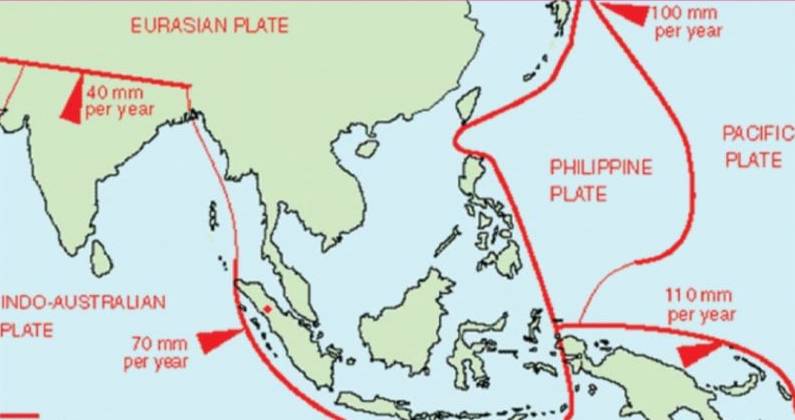 EURASIAN PLATE
100 mm
per year
40 mm
per year
PACIFIC
PLATE
PHILIPPINE
PLATE
INDO-AUSTRALIAN
PLATE
110 mm
per year
70 mm
per year